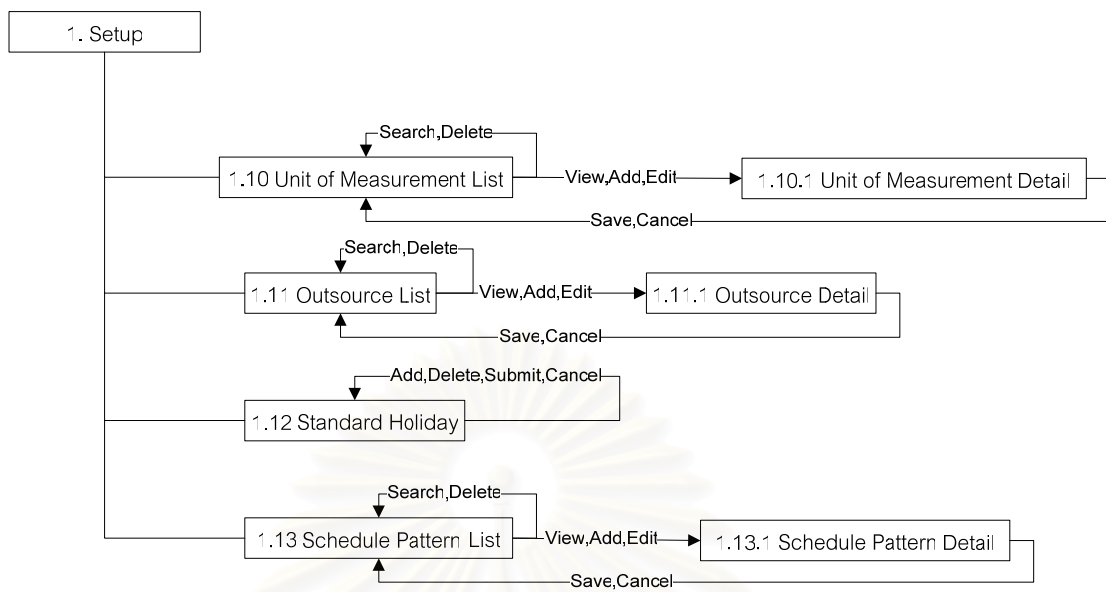 1. Setup
Search,Delete
1.10 Unit of Measurement List
View,Add,Edit
1.10.1 Unit of Measurement Detail
Save,Cancel
Search,Delete
1.11 Outsource List
View,Add,Edit
1.11.1 Outsource Detail
Save,Cancel
Add,Delete,Submit,Cancel
1.12 Standard Holiday
Search,Delete
1.13 Schedule Pattern List
View,Add,Edit
1.13.1 Schedule Pattern Detail
Save,Cancel